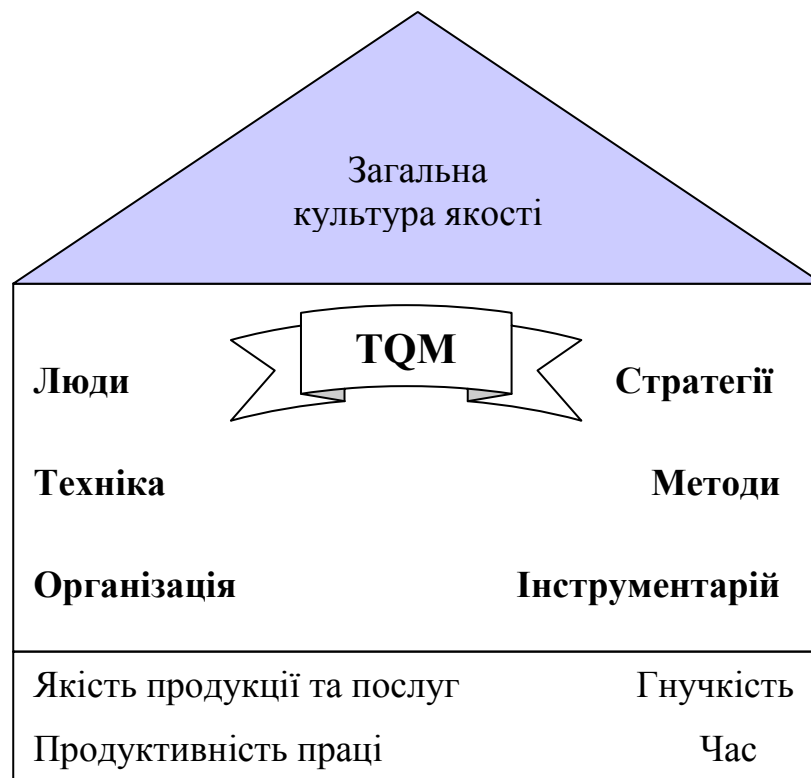 Загальна
культура якості
TQM
Люди Стратегії
Техніка Методи
Організація Інструментарій
Якість продукції та послуг Гнучкість
Продуктивність праці Час